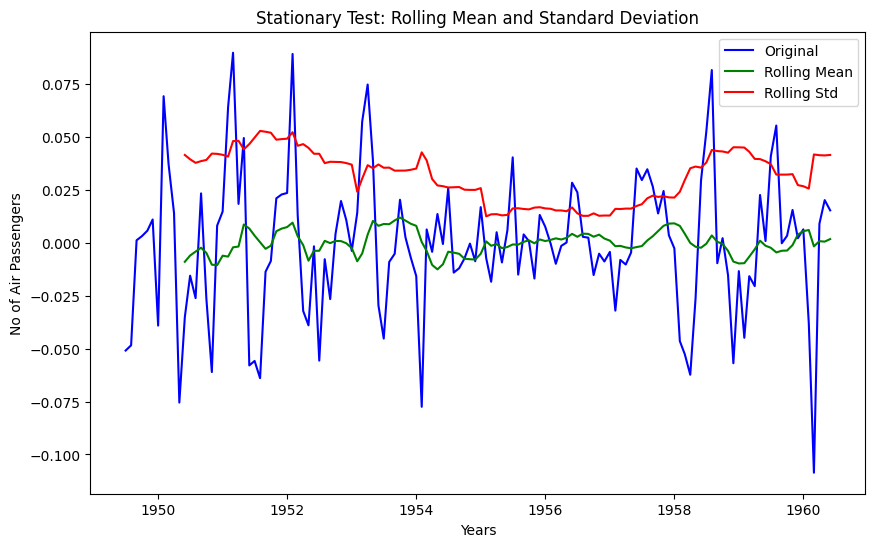 Stationary Test: Rolling Mean and Standard Deviation
Original
Rolling Mean
Rolling Std
No of Air Passengers
0.075
0.050
0.025
0.000
−0.025
−0.050
−0.075
−0.100
1950 1952 1954 1956 1958 1960
Years